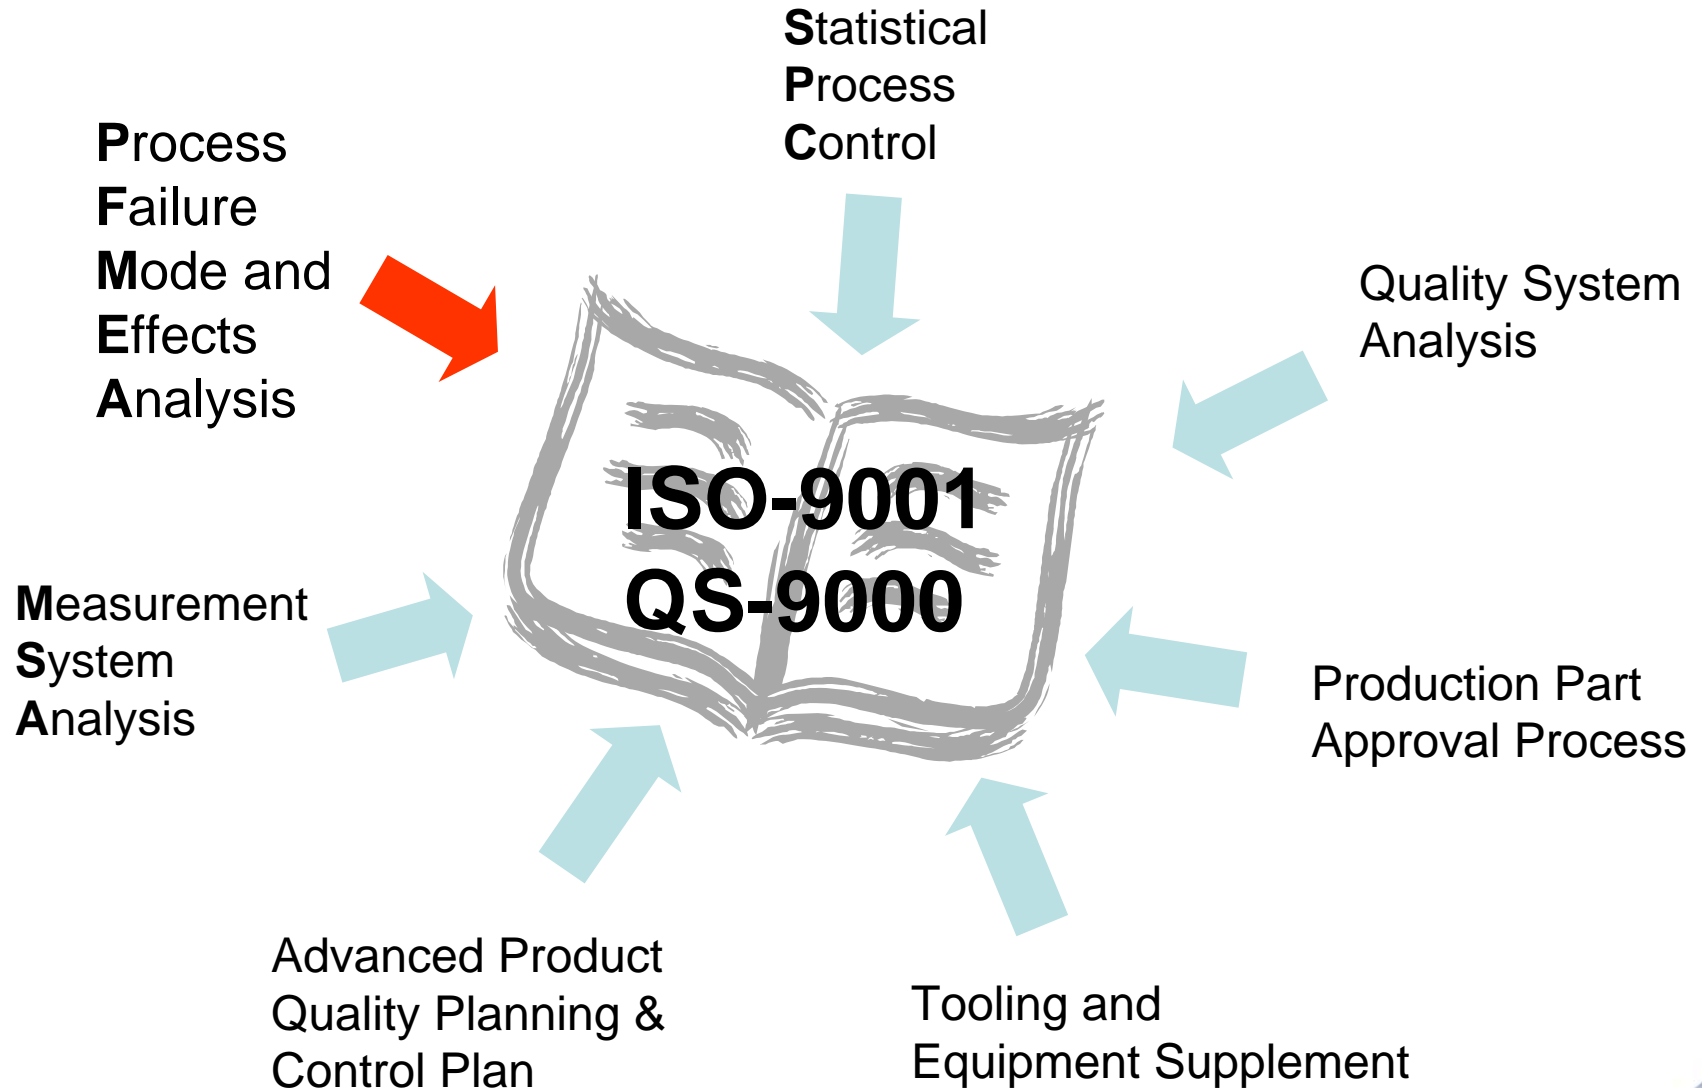 Statistical
Process
Control
Process
Failure
Mode and
Effects
Analysis
Quality System
Analysis
ISO-9001
QS-9000
Measurement
System
Analysis
Production Part
Approval Process
Advanced Product
Quality Planning &
Control Plan
Tooling and
Equipment Supplement